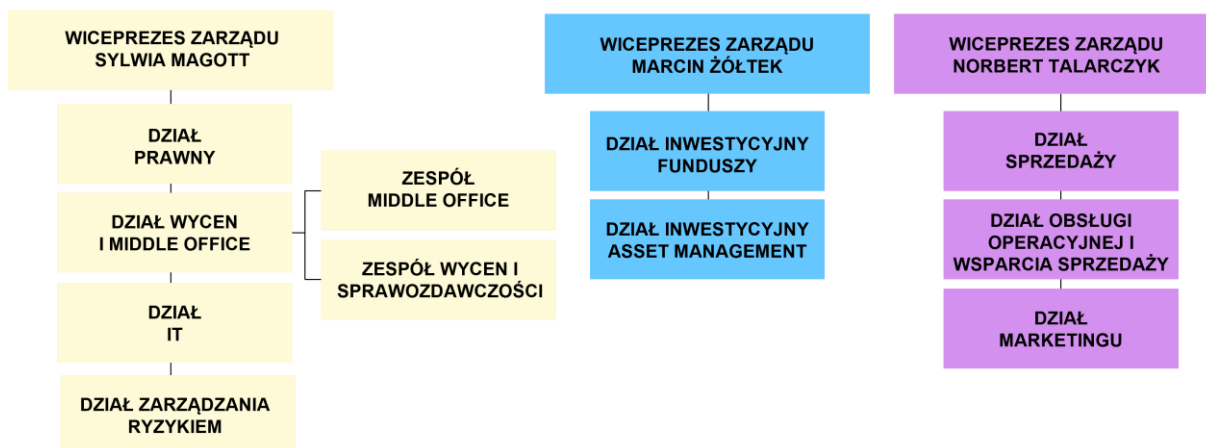 WICEPREZES ZARZĄDU
SYLWIA MAGOTT
DZIAŁ
PRAWNY
DZIAŁ WYCEN
I MIDDLE OFFICE
ZESPÓŁ
MIDDLE OFFICE
ZESPÓŁ WYCEN I
SPRAWOZDAWCZOŚCI
DZIAŁ
IT
DZIAŁ ZARZĄDZANIA
RYZYKIEM
WICEPREZES ZARZĄDU
MARCIN ŻÓŁTEK
DZIAŁ INWESTYCYJNY
FUNDUSZY
DZIAŁ INWESTYCYJNY
ASSET MANAGEMENT
WICEPREZES ZARZĄDU
NORBERT TALARCZYK
DZIAŁ
SPRZEDAŻY
DZIAŁ OBSŁUGI
OPERACYJNEJ I
WSPARCIA SPRZEDAŻY
DZIAŁ
MARKETINGU